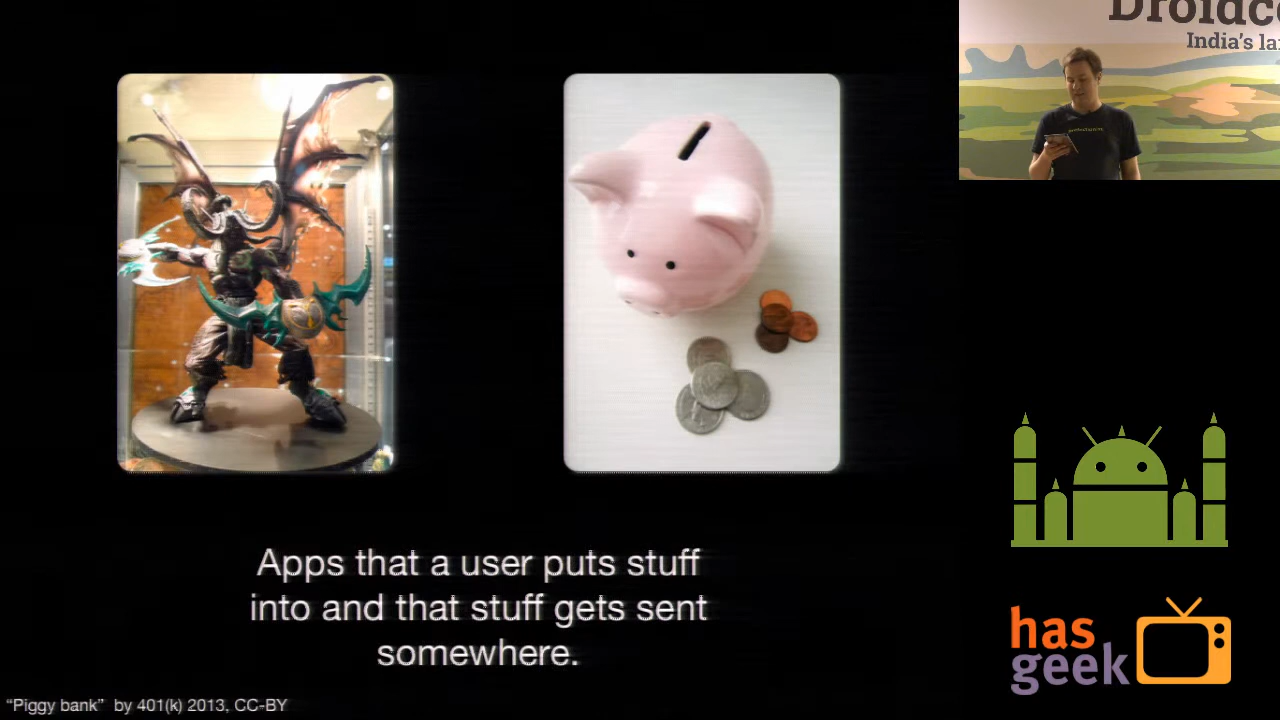 Droidc
India's la
Apps that a user puts stuff
into and that stuff gets sent
somewhere.
"Piggy bank" by 401(k) 2013, CC-BY
has
geek